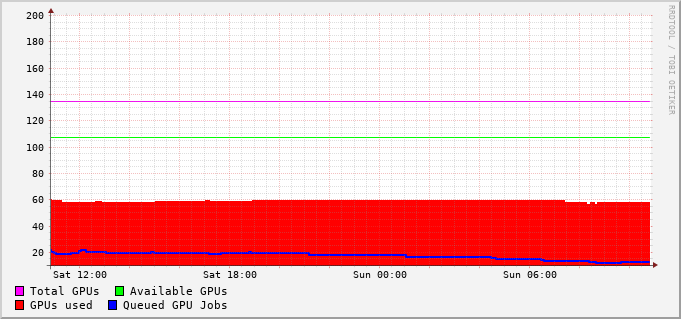 200
180
160
140
120
100
80
60
40
20
Sat 12:00 Sat 18:00 Sun 00:00 Sun 06:00
Total GPUs Available GPUs
GPUs used Queued GPU Jobs
RRDTOOL / TOBI OETIKER